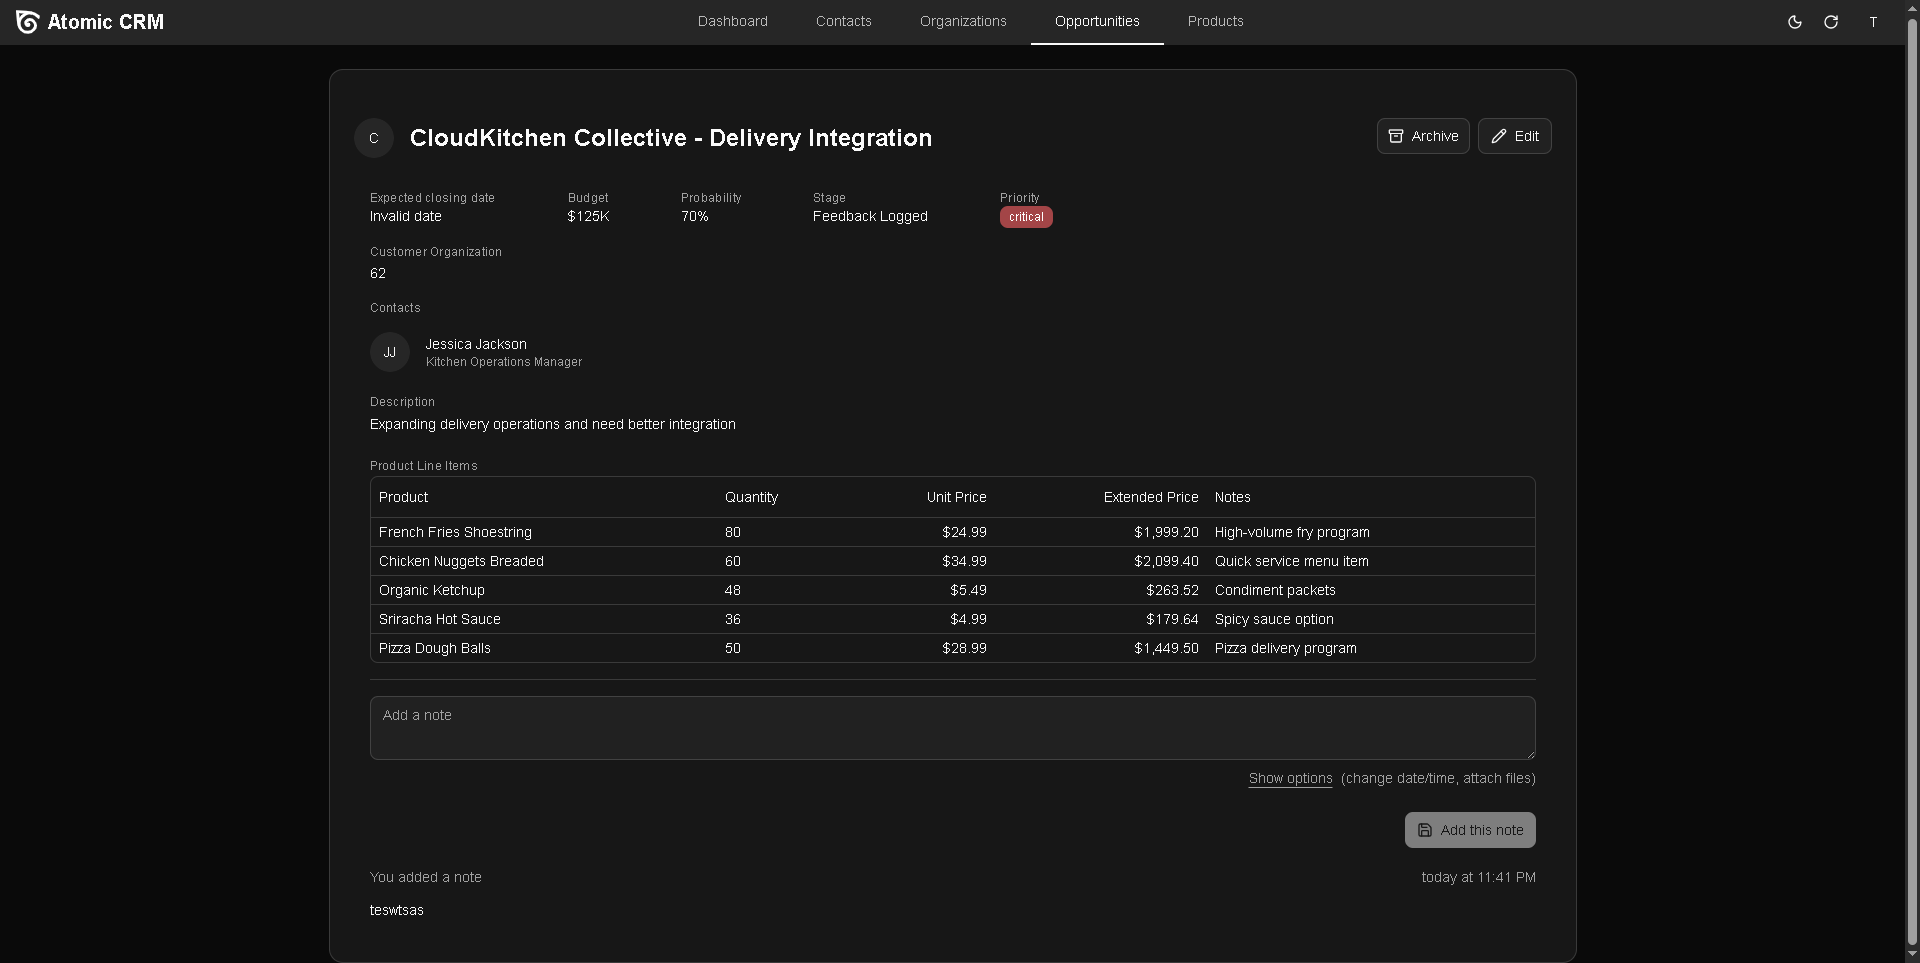 Atomic CRM Dashboard Contacts Organizations Opportunities Products T
C CloudKitchen Collective - Delivery Integration Archive Edit
Expected closing date Budget Probability Stage Priority
Invalid date $125K 70% Feedback Logged critical
Customer Organization
62
Contacts
JJ Jessica Jackson
Kitchen Operations Manager
Description
Expanding delivery operations and need better integration
Product Line Items
Product Quantity Unit Price Extended Price Notes
French Fries Shoestring 80 $24.99 $1,999.20 High-volume fry program
Chicken Nuggets Breaded 60 $34.99 $2,099.40 Quick service menu item
Organic Ketchup 48 $5.49 $263.52 Condiment packets
Sriracha Hot Sauce 36 $4.99 $179.64 Spicy sauce option
Pizza Dough Balls 50 $28.99 $1,449.50 Pizza delivery program
Add a note
Show options (change date/time, attach files)
Add this note
You added a note today at 11:41 PM
teswtsas